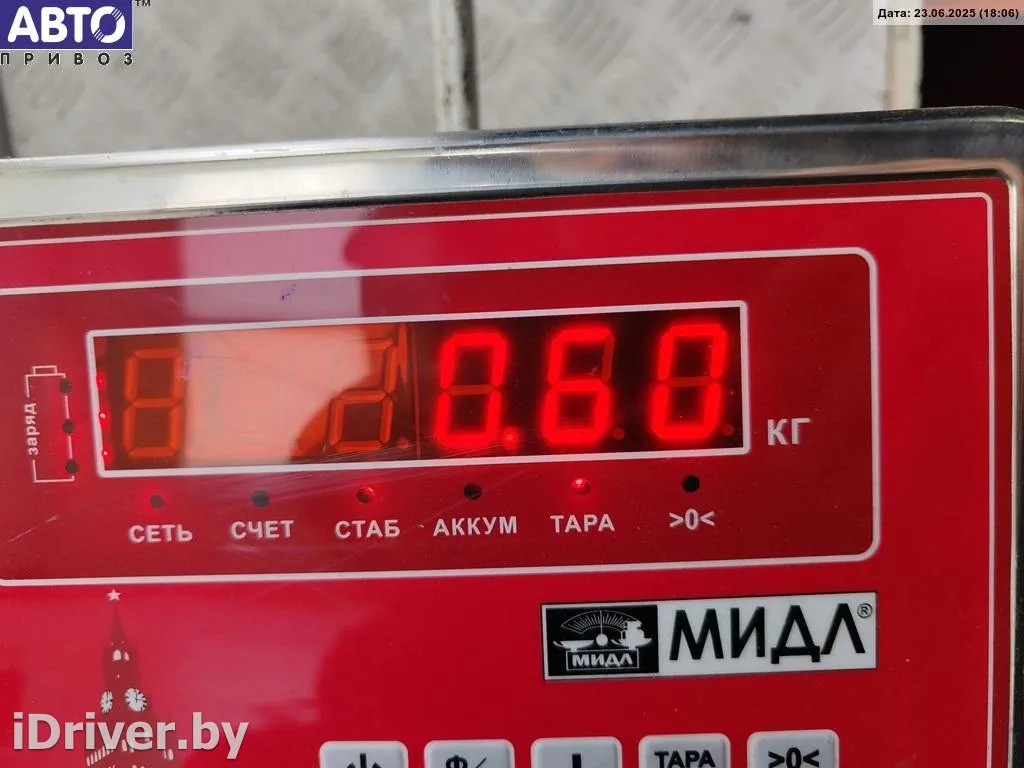 АВТО™
ПРИВОЗ
Дата: 23.06.2025 (18:06)
заряд
0.60
КГ
СЕТЬ СЧЕТ СТАБ АККУМ ТАРА >0<
МИДЛ МИДЛ®
iDriver.by
ТАРА >0<